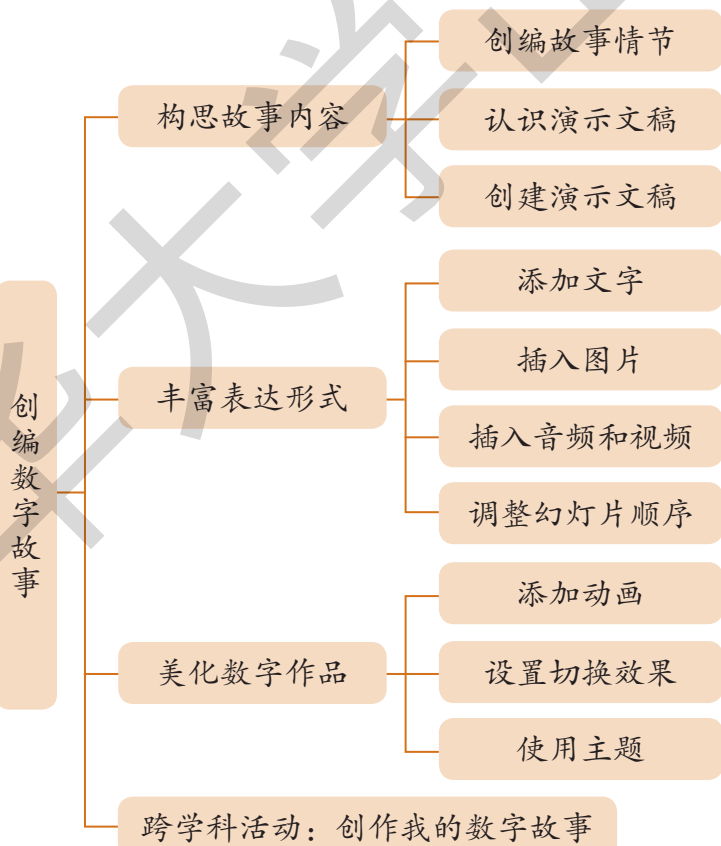 创编数字故事
构思故事内容
创编故事情节
认识演示文稿
创建演示文稿
丰富表达形式
添加文字
插入图片
插入音频和视频
调整幻灯片顺序
美化数字作品
添加动画
设置切换效果
使用主题
跨学科活动：创作我的数字故事
大学